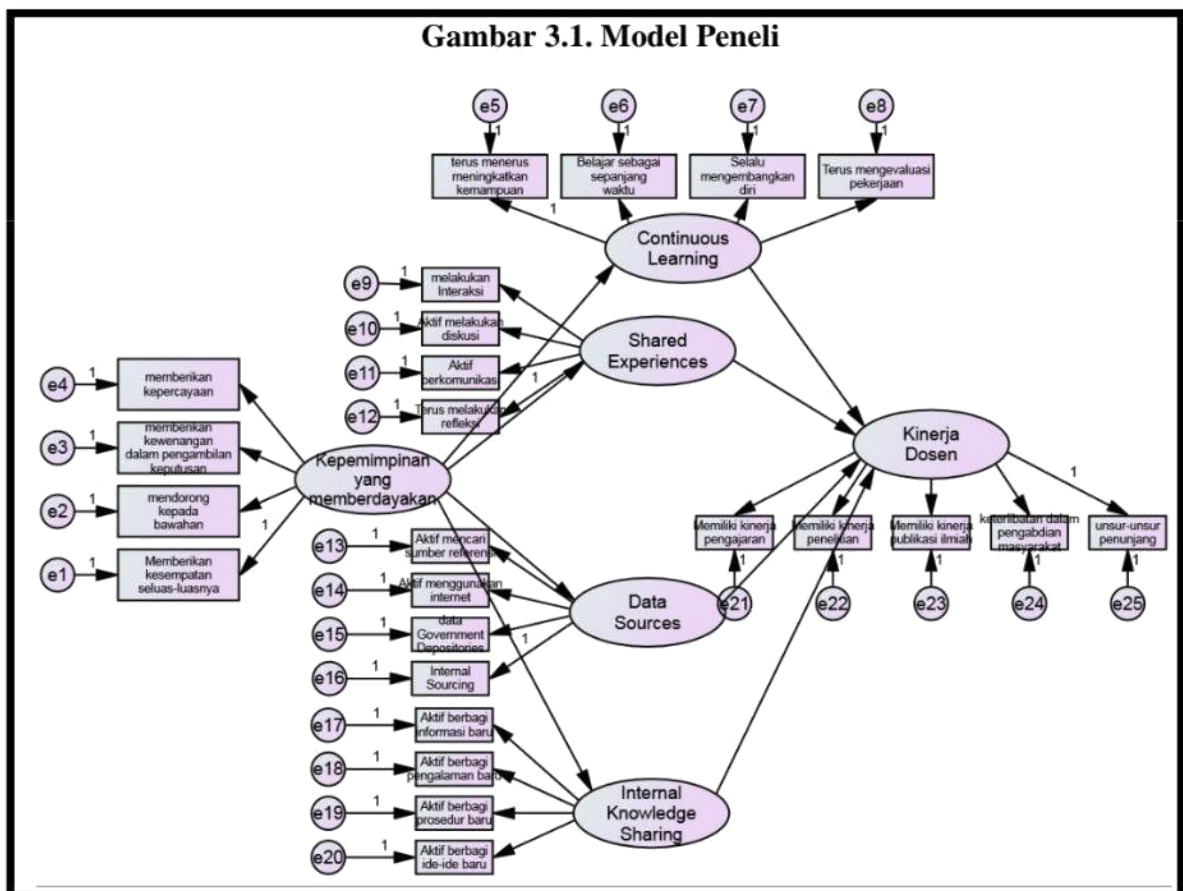 Gambar 3.1. Model Peneli
e5
e6
e7
e8
1
1
1
1
terus menerus
meningkatkan
kemampuan
Belajar sebagai
sepanjang
waktu
Selalu
mengembangkan
diri
Terus mengevaluasi
pekerjaan
1
Continuous
Learning
e9
1
melakukan
Interaksi
e10
1
Aktif melakukan
diskusi
e11
1
Aktif
berkomunikas
e12
1
Terus melakukan
refleksi
1
Shared
Experiences
e4
1
memberikan
kepercayaan
e3
1
memberikan
kewenangan
dalam pengambilan
keputusan
e2
1
mendorong
kepada
bawahan
e1
1
Memberikan
kesempatan
seluas-luasnya
1
Kepemimpinan
yang
memberdayakan
Kinerja
Dosen
1
Memiliki kinerja
pengajaran
Memiliki kinerja
penelitian
Memiliki kinerja
publikasi ilmiah
keterlibatan dalam
pengabdian
masyarakat
unsur-unsur
penunjang
1
1
1
1
1
e21
e22
e23
e24
e25
e13
1
Aktif mencari
sumber referensi
e14
1
Aktif menggunakan
internet
e15
1
data
Government
Depositories
e16
1
Internal
Sourcing
1
Data
Sources
e17
1
Aktif berbagi
informasi baru
e18
1
Aktif berbagi
pengalaman baru
e19
1
Aktif berbagi
prosedur baru
e20
1
Aktif berbagi
ide-ide baru
Internal
Knowledge
Sharing